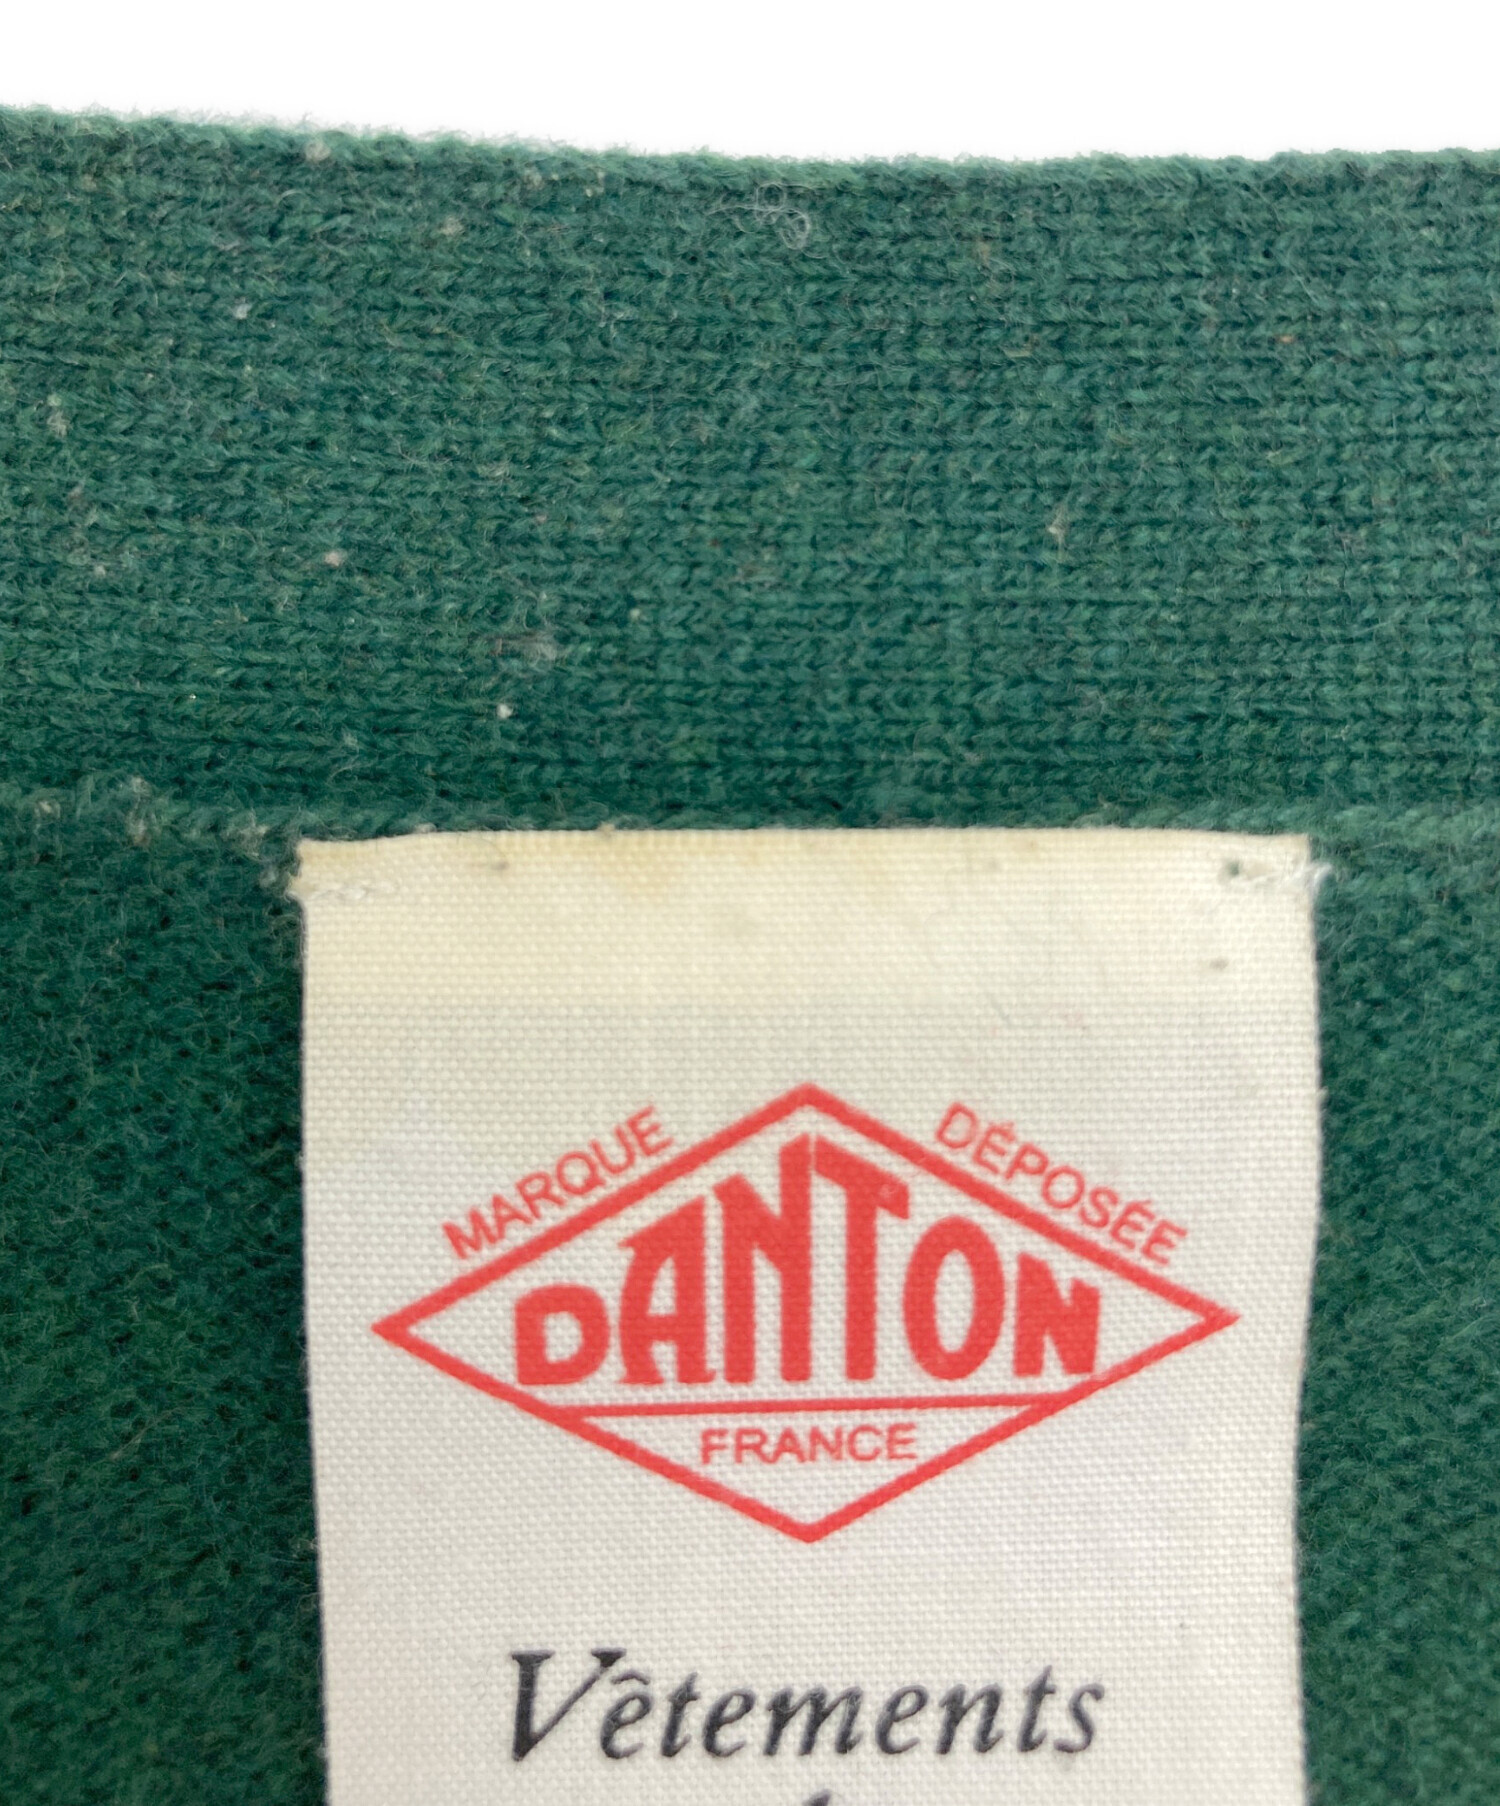 MARQUE DÉPOSÉE
DANTON
FRANCE
Vêtements